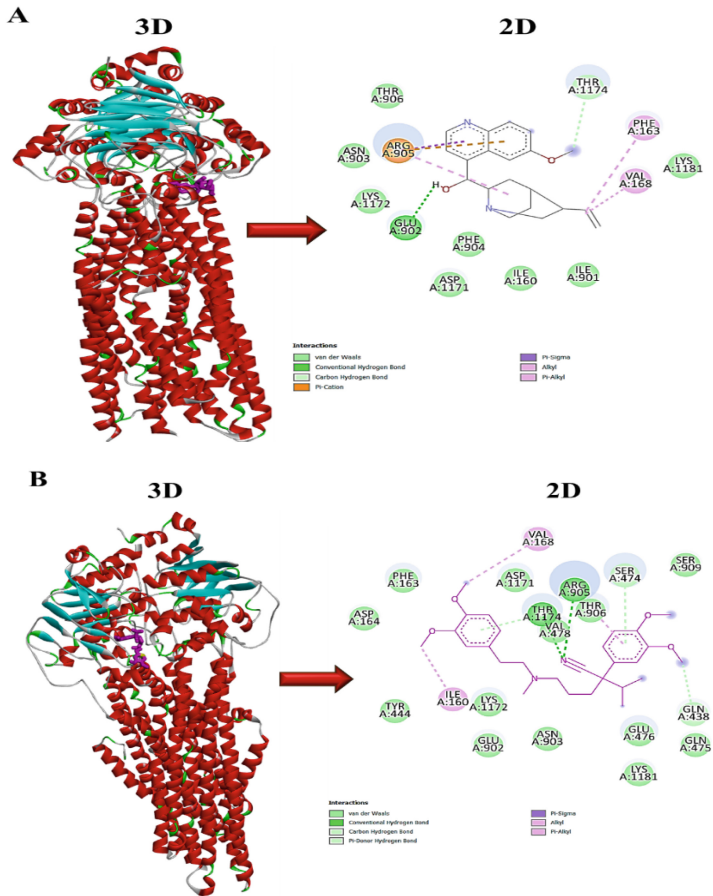 A
3D
2D
THR
A:906
THR
A:1174
PHE
A:163
ASN
A:903
ARG
A:905
LYS
A:1181
VAL
A:168
LYS
A:1172
GLU
A:902
PHE
A:904
ASP
A:1171
ILE
A:160
ILE
A:901
N
O
H
O
N
Interactions
van der Waals
Conventional Hydrogen Bond
Carbon Hydrogen Bond
Pi-Cation
Pi-Sigma
Alkyl
Pi-Alkyl
B
3D
2D
VAL
A:168
PHE
A:163
ASP
A:1171
ARG
A:905
SER
A:474
SER
A:909
ASP
A:164
THR
A:1174
THR
A:906
VAL
A:478
O
O
O
O
N
N
TYR
A:444
ILE
A:160
LYS
A:1172
GLU
A:902
ASN
A:903
GLU
A:476
GLN
A:438
GLN
A:475
LYS
A:1181
Interactions
van der Waals
Conventional Hydrogen Bond
Carbon Hydrogen Bond
Pi-Donor Hydrogen Bond
Pi-Sigma
Alkyl
Pi-Alkyl